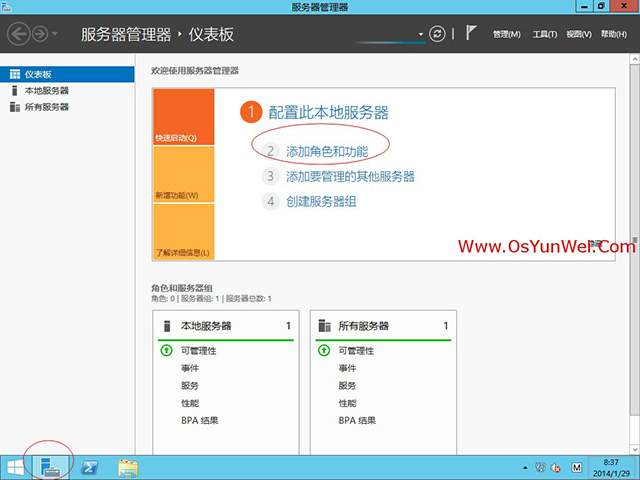 服务器管理器
服务器管理器 ‣ 仪表板
管理(M) 工具(T) 视图(V) 帮助(H)
仪表板
本地服务器
所有服务器
欢迎使用服务器管理器
快速启动(Q)
新增功能(W)
了解详细信息(L)
1 配置此本地服务器
2 添加角色和功能
3 添加要管理的其他服务器
4 创建服务器组
Www.OsYunWei.Com
角色和服务器组
角色: 0 | 服务器组: 1 | 服务器总数: 1
本地服务器 1
可管理性
事件
服务
性能
BPA 结果
所有服务器 1
可管理性
事件
服务
性能
BPA 结果
M
8:37
2014/1/29